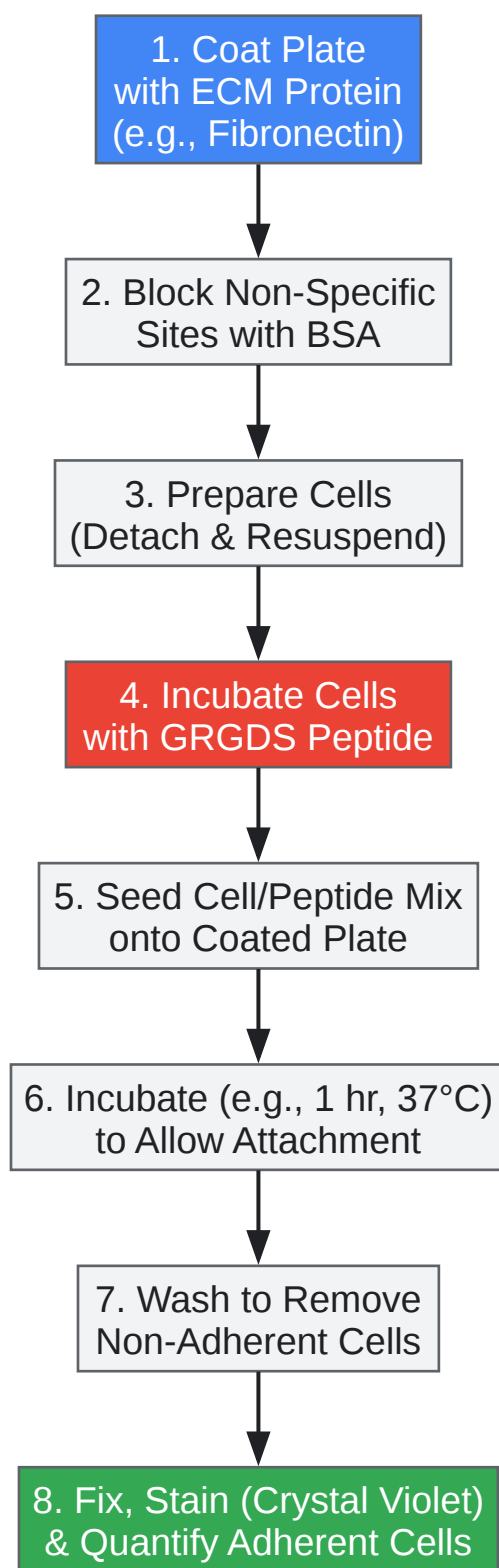 1. Coat Plate
with ECM Protein
(e.g., Fibronectin)
2. Block Non-Specific
Sites with BSA
3. Prepare Cells
(Detach & Resuspend)
4. Incubate Cells
with GRGDS Peptide
5. Seed Cell/Peptide Mix
onto Coated Plate
6. Incubate (e.g., 1 hr, 37°C)
to Allow Attachment
7. Wash to Remove
Non-Adherent Cells
8. Fix, Stain (Crystal Violet)
& Quantify Adherent Cells